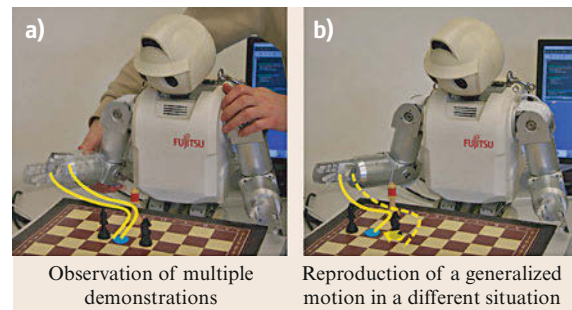 a)
FUJITSU
b)
FUJITSU
Observation of multiple
demonstrations
Reproduction of a generalized
motion in a different situation